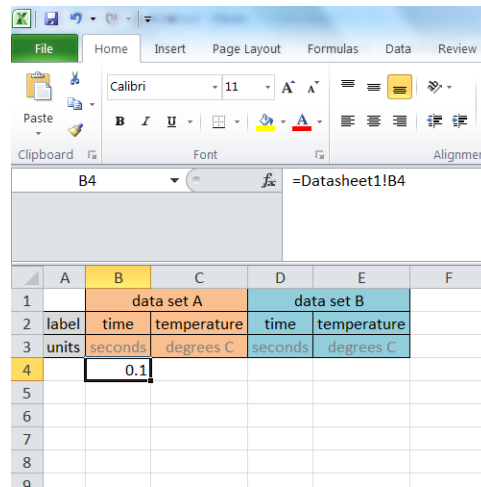 File Home Insert Page Layout Formulas Data Review
Calibri 11 A A
Paste B I U A
Clipboard Font Alignme
B4 fx =Datasheet1!B4
A B C D E F
1 data set A data set B
2 label time temperature time temperature
3 units seconds degrees C seconds degrees C
4 0.1
5
6
7
8
9